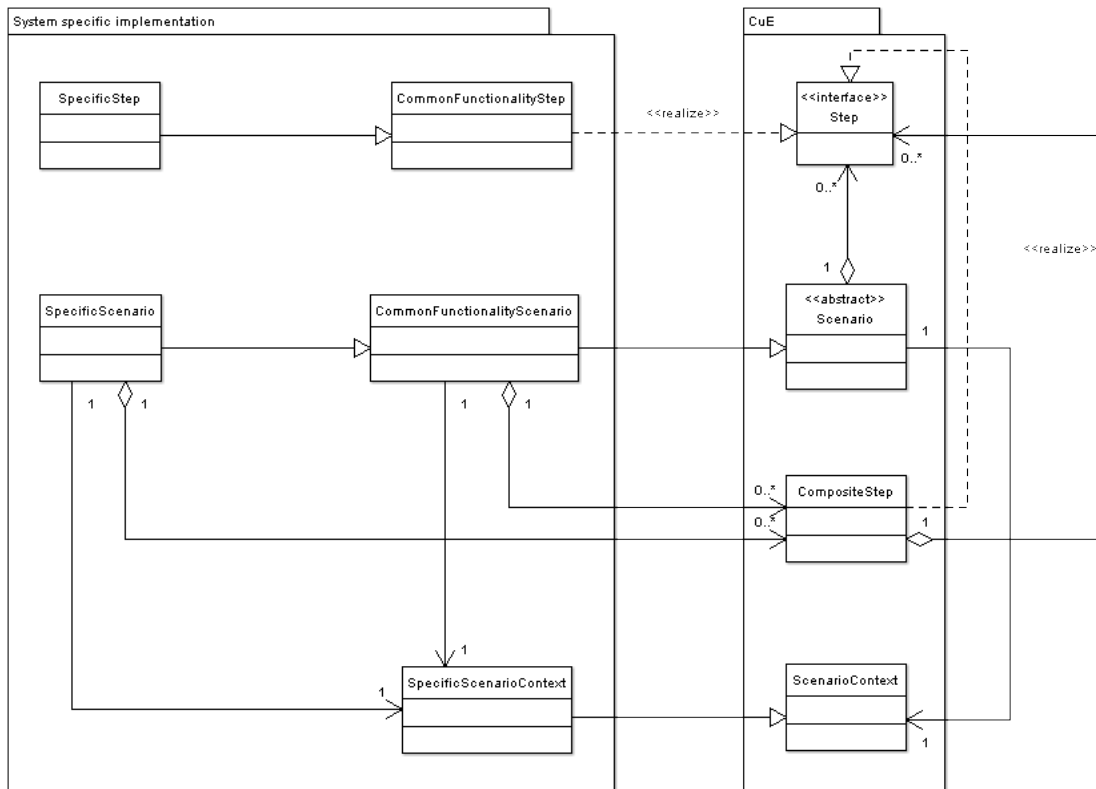 System specific implementation
CuE
SpecificStep
CommonFunctionalityStep
<<realize>>
<<interface>>
Step
0..*
0..*
<<realize>>
1
SpecificScenario
CommonFunctionalityScenario
<<abstract>>
Scenario
1
1
1
1
1
0..*
CompositeStep
0..*
1
1
SpecificScenarioContext
ScenarioContext
1
1